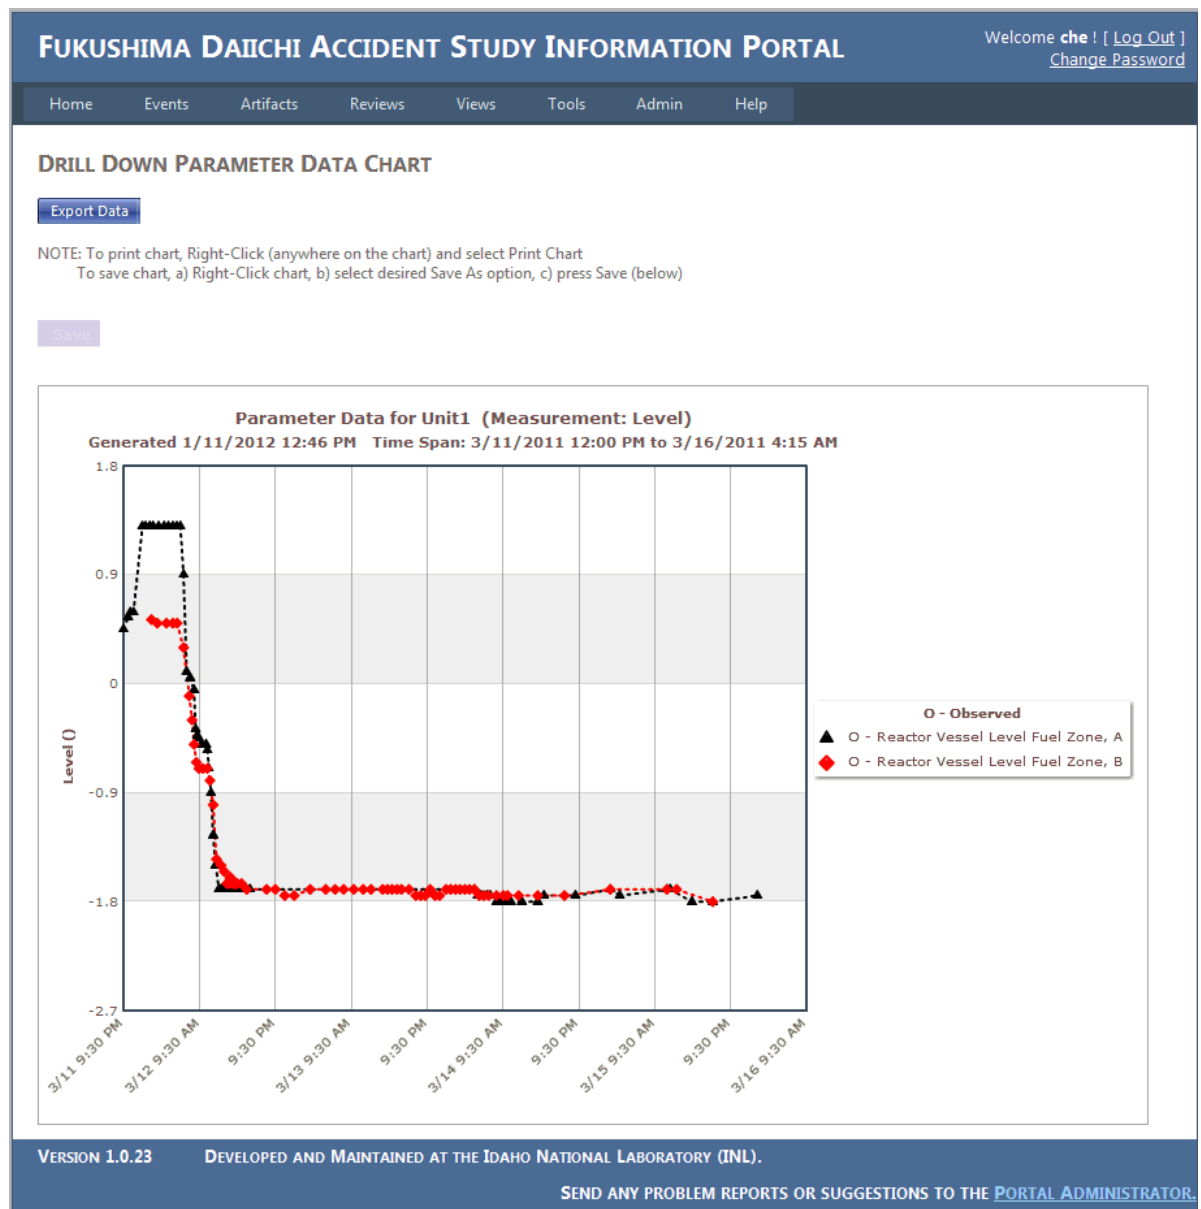 FUKUSHIMA DAIICHI ACCIDENT STUDY INFORMATION PORTAL
Welcome che ! [ Log Out ]
Change Password
Home Events Artifacts Reviews Views Tools Admin Help
DRILL DOWN PARAMETER DATA CHART
Export Data
NOTE: To print chart, Right-Click (anywhere on the chart) and select Print Chart
To save chart, a) Right-Click chart, b) select desired Save As option, c) press Save (below)
Save
Parameter Data for Unit1 (Measurement: Level)
Generated 1/11/2012 12:46 PM Time Span: 3/11/2011 12:00 PM to 3/16/2011 4:15 AM
1.8
0.9
0
-0.9
-1.8
-2.7
Level ()
O - Observed
O - Reactor Vessel Level Fuel Zone, A
O - Reactor Vessel Level Fuel Zone, B
3/11 9:30 PM
3/12 9:30 AM
9:30 PM
3/13 9:30 AM
9:30 PM
3/14 9:30 AM
9:30 PM
3/15 9:30 AM
9:30 PM
3/16 9:30 AM
VERSION 1.0.23 DEVELOPED AND MAINTAINED AT THE IDAHO NATIONAL LABORATORY (INL).
SEND ANY PROBLEM REPORTS OR SUGGESTIONS TO THE PORTAL ADMINISTRATOR.